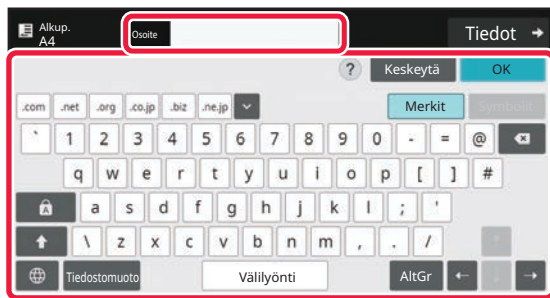 Alkup.
A4
Osoite
Tiedot →
? Keskeytä OK
.com .net .org .co.jp .biz .ne.jp Merkit Symbolit
` 1 2 3 4 5 6 7 8 9 0 - = @
q w e r t y u i o p [ ] #
A a s d f g h j k l ; '
\ z x c v b n m , . /
Tiedostomuoto Välilyönti AltGr ← ↓ →